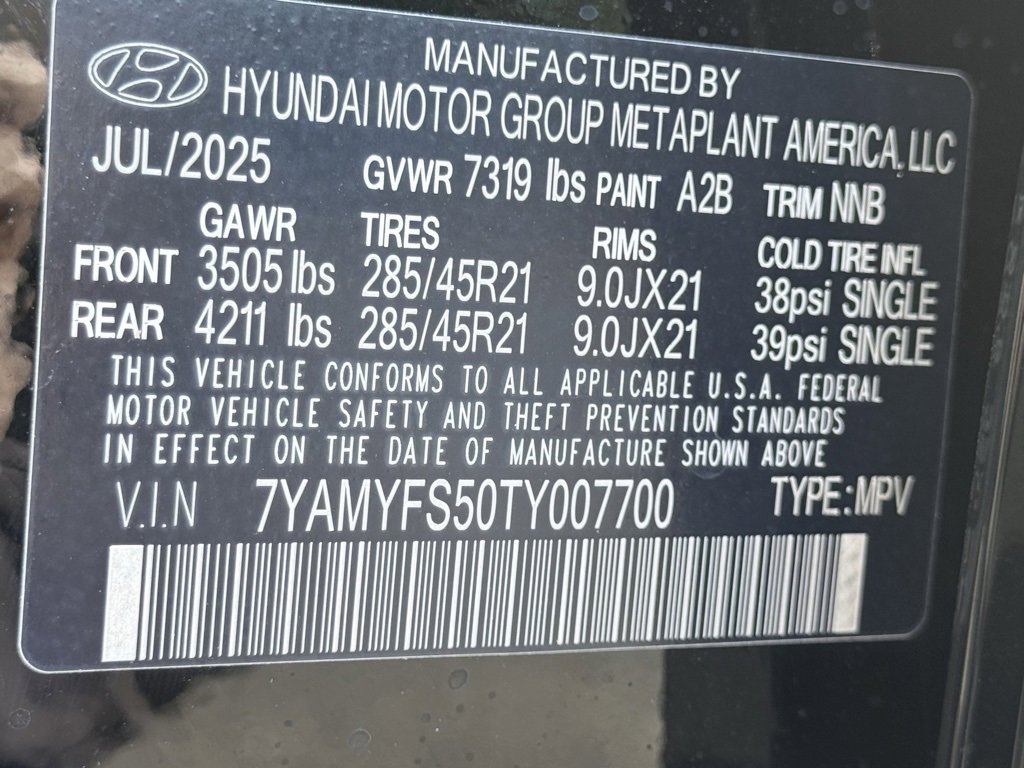 MANUFACTURED BY
HYUNDAI MOTOR GROUP METAPLANT AMERICA, LLC
JUL/2025 GVWR 7319 lbs PAINT A2B TRIM NNB
GAWR TIRES RIMS COLD TIRE INFL
FRONT 3505 lbs 285/45R21 9.0JX21 38psi SINGLE
REAR 4211 lbs 285/45R21 9.0JX21 39psi SINGLE
THIS VEHICLE CONFORMS TO ALL APPLICABLE U.S.A. FEDERAL
MOTOR VEHICLE SAFETY AND THEFT PREVENTION STANDARDS
IN EFFECT ON THE DATE OF MANUFACTURE SHOWN ABOVE
V.I.N 7YAMYFS50TY007700 TYPE: MPV